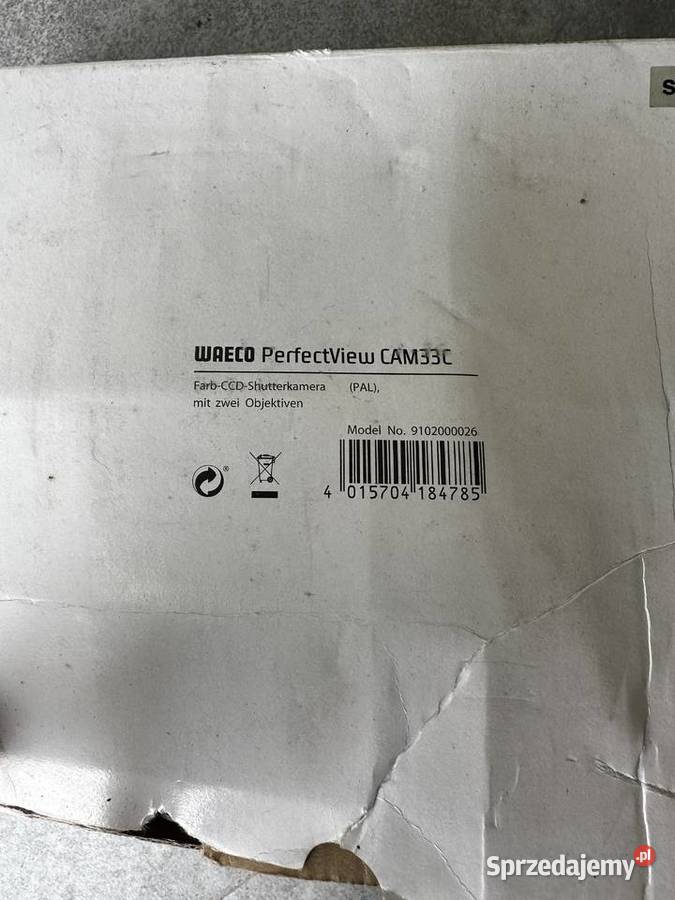 S
WAECO PerfectView CAM33C
Farb-CCD-Shutterkamera (PAL),
mit zwei Objektiven
Model No. 9102000026
®
4 015704 184785
Sprzedajemy.pl